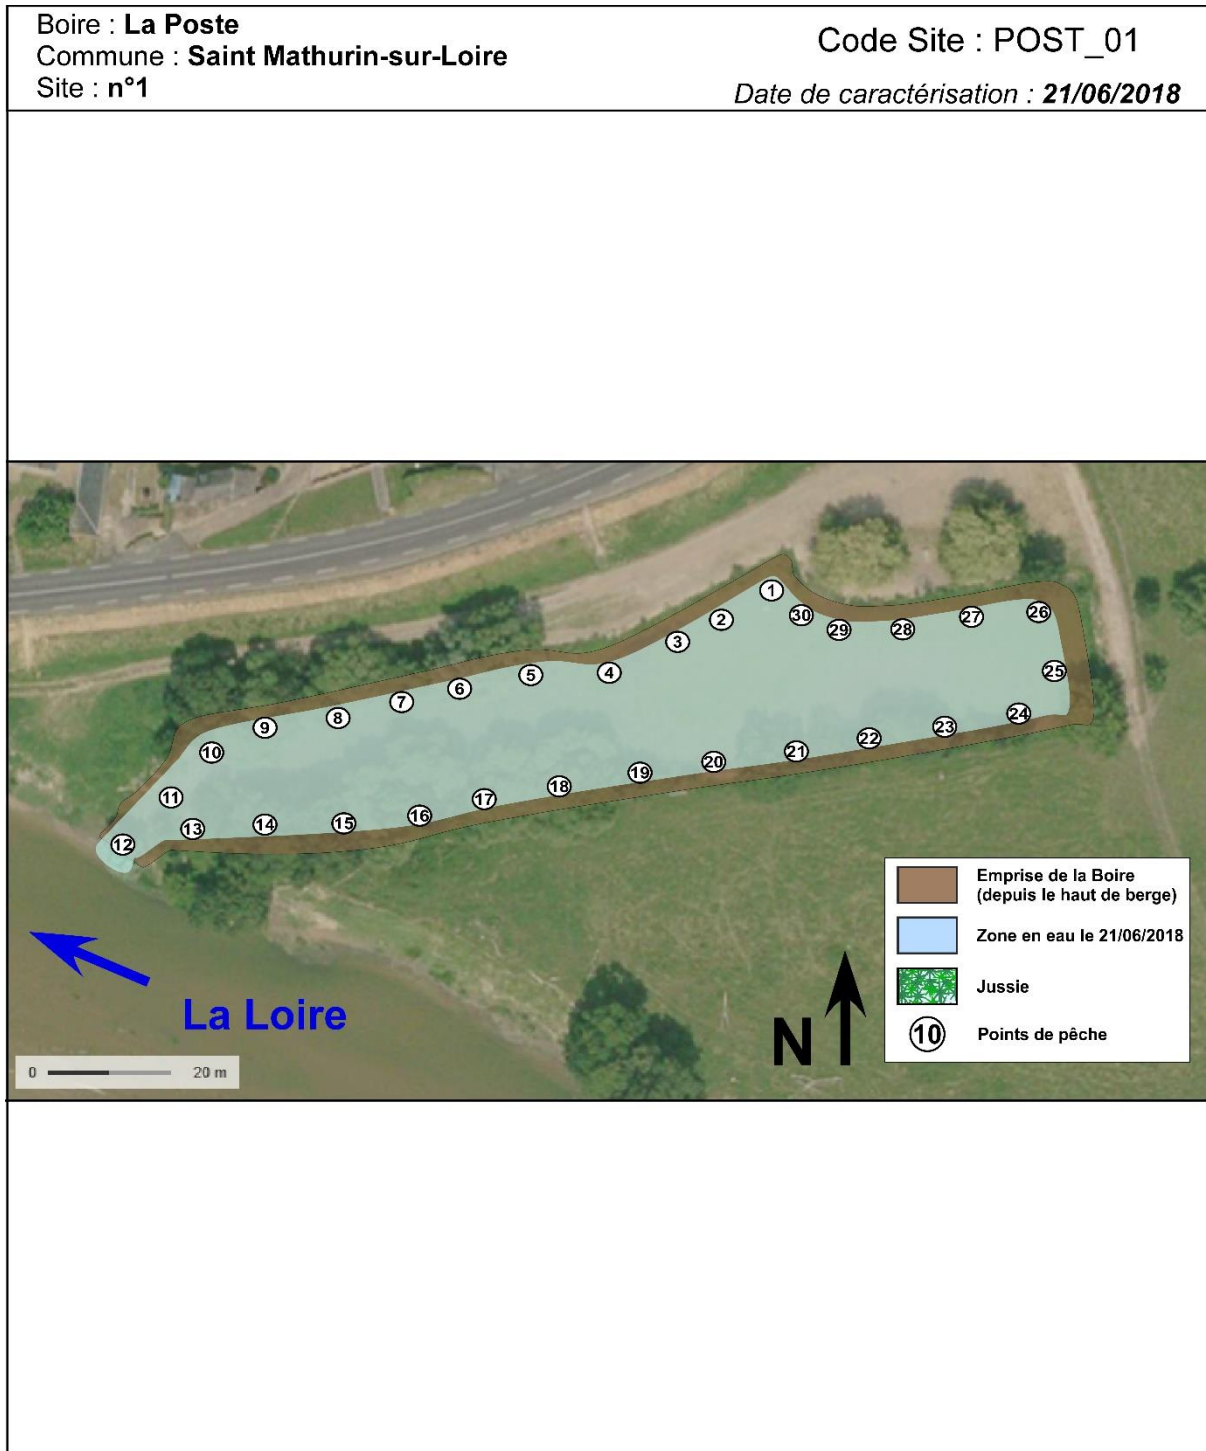 Boire : La Poste
Commune : Saint Mathurin-sur-Loire
Site : n°1
Code Site : POST_01
Date de caractérisation : 21/06/2018
1
2
3
4
5
6
7
8
9
10
11
12
13
14
15
16
17
18
19
20
21
22
23
24
25
26
27
28
29
30
La Loire
0 20 m
N
Emprise de la Boire
(depuis le haut de berge)
Zone en eau le 21/06/2018
Jussie
10 Points de pêche